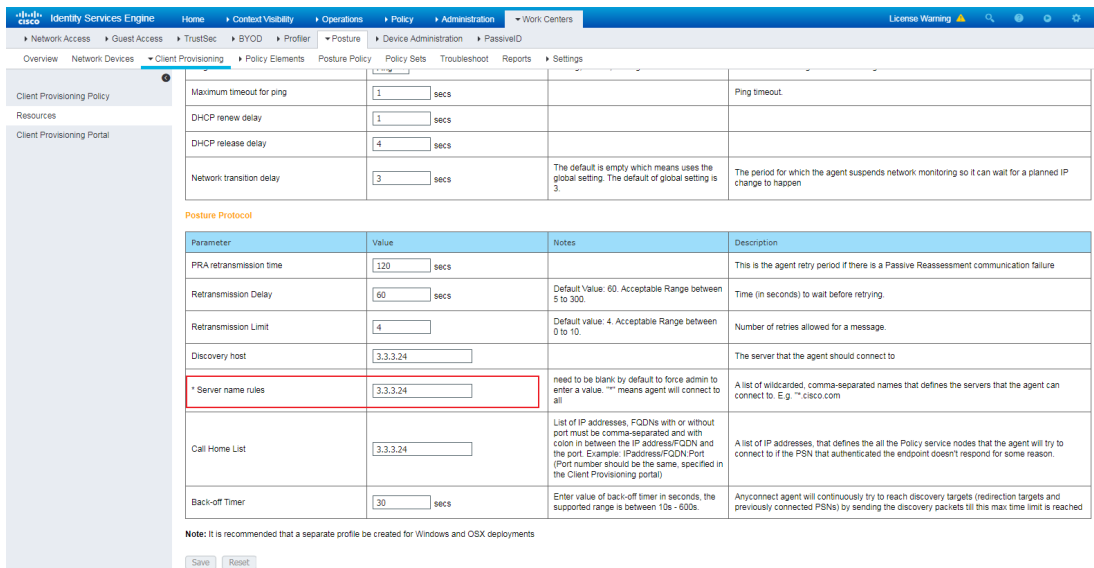 cisco Identity Services Engine Home Context Visibility Operations Policy Administration Work Centers License Warning
Network Access Guest Access TrustSec BYOD Profiler Posture Device Administration PassiveID
Overview Network Devices Client Provisioning Policy Elements Posture Policy Policy Sets Troubleshoot Reports Settings
Client Provisioning Policy
Resources
Client Provisioning Portal
Maximum timeout for ping 1 secs Ping timeout.
DHCP renew delay 1 secs
DHCP release delay 4 secs
Network transition delay 3 secs
The default is empty which means uses the
global setting. The default of global setting is
3.
The period for which the agent suspends network monitoring so it can wait for a planned IP
change to happen
Posture Protocol
Parameter Value Notes Description
PRA retransmission time 120 secs This is the agent retry period if there is a Passive Reassessment communication failure
Retransmission Delay 60 secs
Default Value: 60. Acceptable Range between
5 to 300.
Time (in seconds) to wait before retrying.
Retransmission Limit 4
Default value: 4. Acceptable Range between
0 to 10.
Number of retries allowed for a message.
Discovery host 3.3.3.24 The server that the agent should connect to
* Server name rules 3.3.3.24
need to be blank by default to force admin to
enter a value. "*" means agent will connect to
all
A list of wildcarded, comma-separated names that defines the servers that the agent can
connect to. E.g. "*.cisco.com
Call Home List 3.3.3.24
List of IP addresses, FQDNs with or without
port must be comma-separated and with
colon in between the IP address/FQDN and
the port. Example: IPaddress/FQDN:Port
(Port number should be the same, specified in
the Client Provisioning portal)
A list of IP addresses, that defines the all the Policy service nodes that the agent will try to
connect to if the PSN that authenticated the endpoint doesn't respond for some reason.
Back-off Timer 30 secs
Enter value of back-off timer in seconds, the
supported range is between 10s - 600s.
Anyconnect agent will continuously try to reach discovery targets (redirection targets and
previously connected PSNs) by sending the discovery packets till this max time limit is reached
Note: It is recommended that a separate profile be created for Windows and OSX deployments
Save Reset